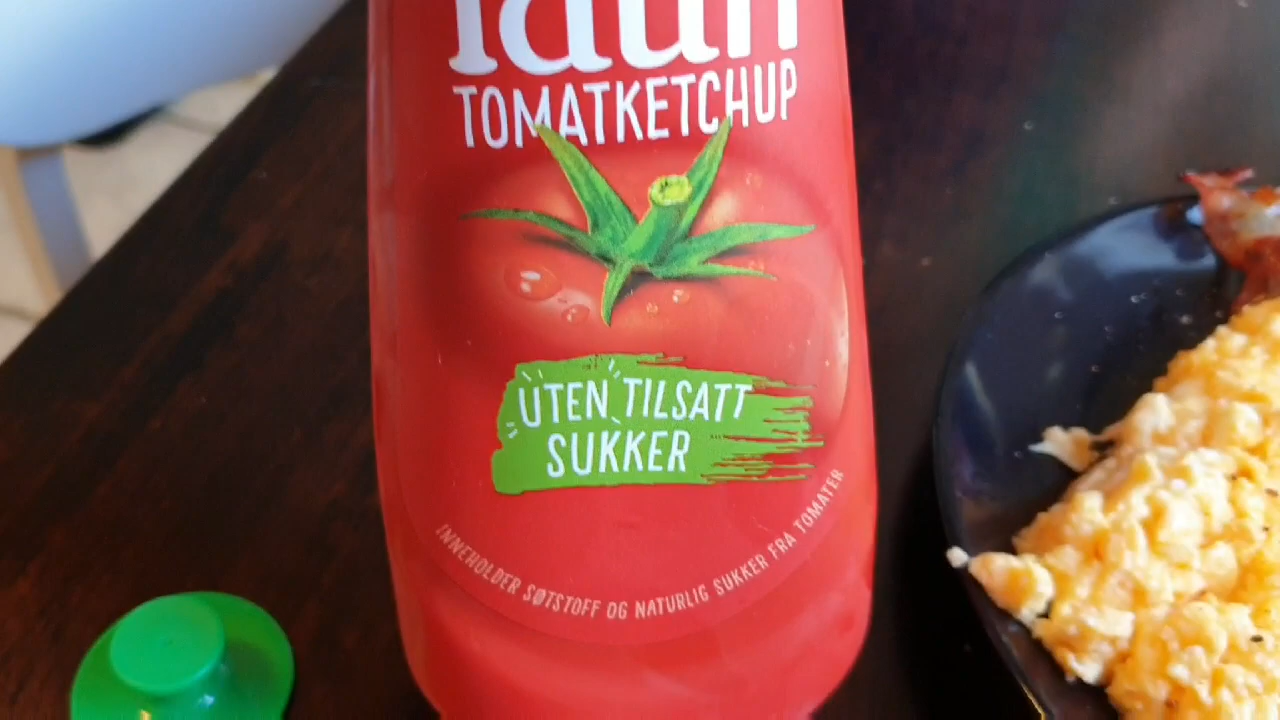 TOMATKETCHUP
UTEN TILSATT
SUKKER
INNEHOLDER SØTSTOFF OG NATURLIG SUKKER FRA TOMATER